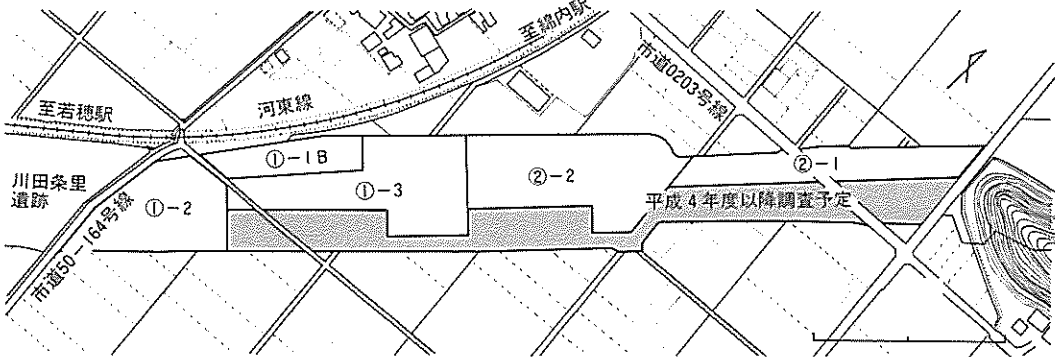 至綿内駅
市道0203号線
至若穂駅
河東線
①-1B
②-1
川田条里
遺跡
①-2
①-3
②-2
平成4年度以降調査予定
市道50-164号線